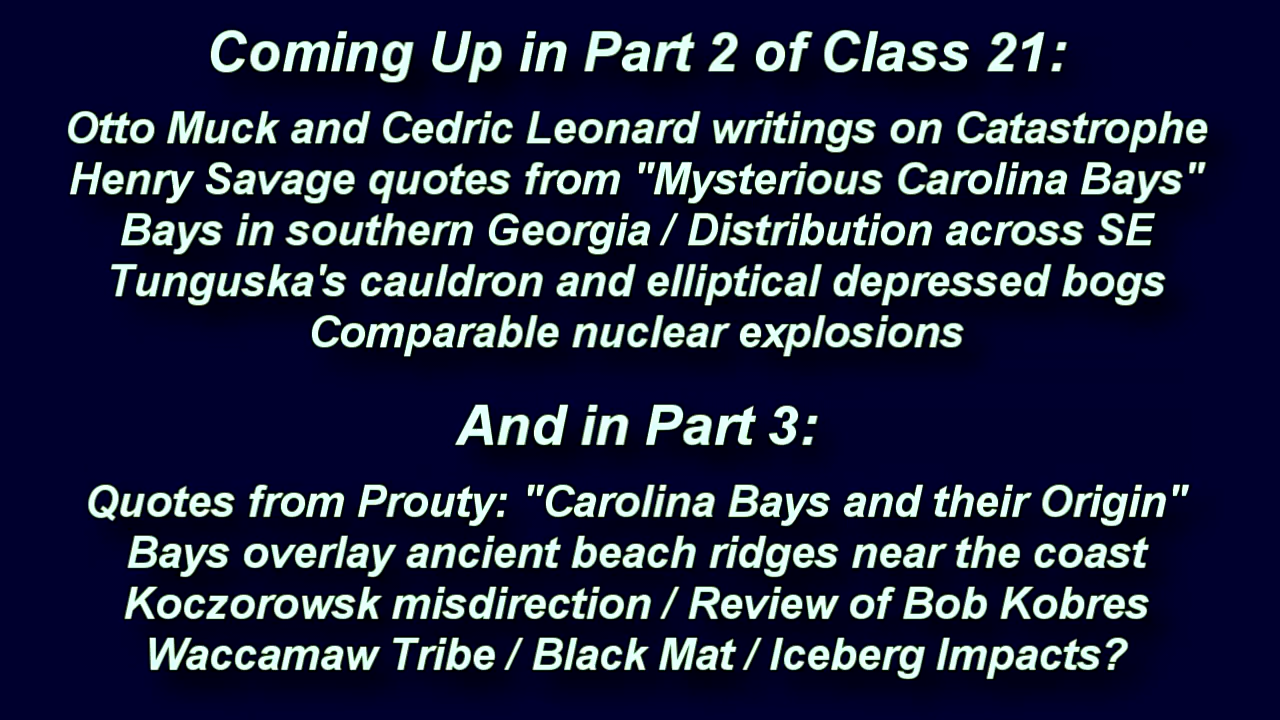 Coming Up in Part 2 of Class 21:
Otto Muck and Cedric Leonard writings on Catastrophe
Henry Savage quotes from "Mysterious Carolina Bays"
Bays in southern Georgia / Distribution across SE
Tunguska's cauldron and elliptical depressed bogs
Comparable nuclear explosions
And in Part 3:
Quotes from Prouty: "Carolina Bays and their Origin"
Bays overlay ancient beach ridges near the coast
Koczorowsk misdirection / Review of Bob Kobres
Waccamaw Tribe / Black Mat / Iceberg Impacts?